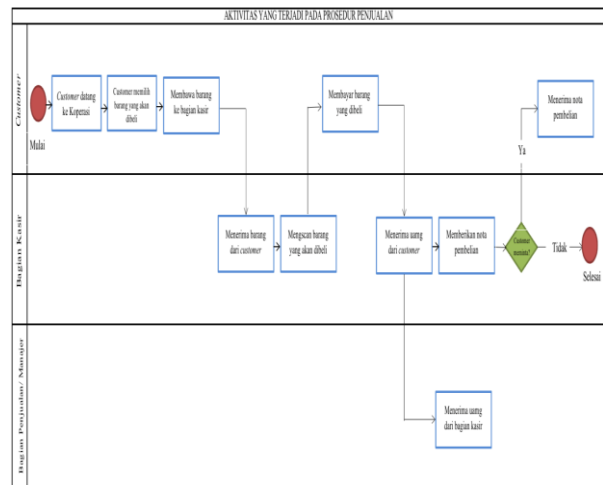 AKTIVITAS YANG TERJADI PADA PROSEDUR PENJUALAN
Customer
Mulai
Customer datang
ke Koperasi
Customer memilih
barang yang akan
dibeli
Membawa barang
ke bagian kasir
Membayar barang
yang dibeli
Menerima nota
pembelian
Ya
Bagian Kasir
Menerima barang
dari customer
Mengscan barang
yang akan dibeli
Menerima uang
dari customer
Memberikan nota
pembelian
Customer
meminta?
Tidak
Selesai
Bagian Penjualan/ Manajer
Menerima uang
dari bagian kasir